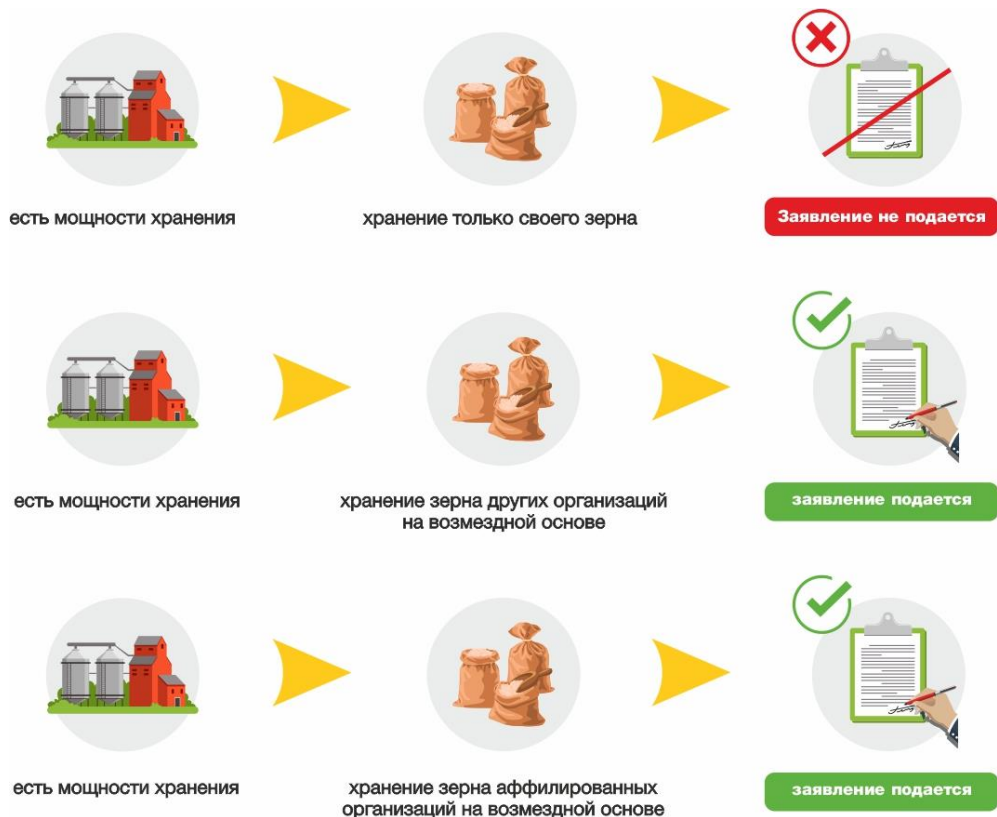 есть мощности хранения
хранение только своего зерна
Заявление не подается
есть мощности хранения
хранение зерна других организаций
на возмездной основе
заявление подается
есть мощности хранения
хранение зерна аффилированных
организаций на возмездной основе
заявление подается